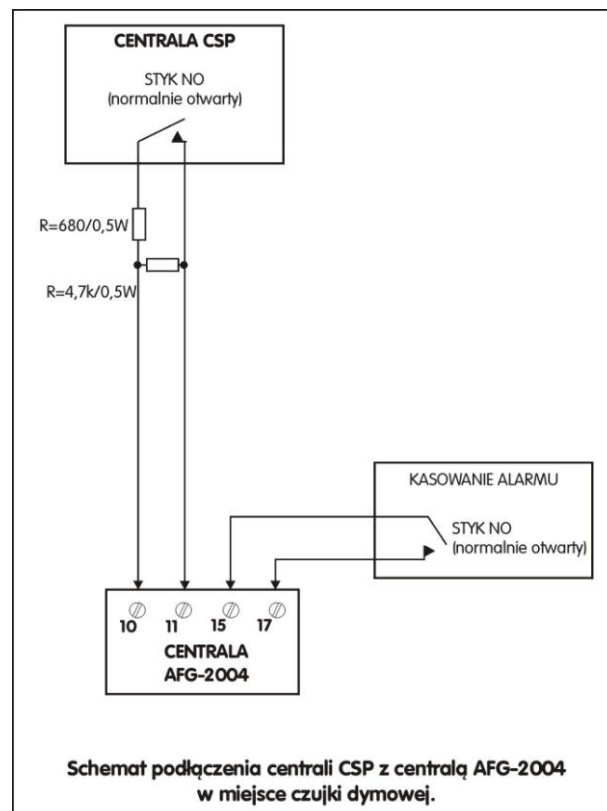 CENTRALA CSP
STYK NO
(normalnie otwarty)
R=680/0,5W
R=4,7k/0,5W
KASOWANIE ALARMU
STYK NO
(normalnie otwarty)
10 11 15 17
CENTRALA
AFG-2004
Schemat podłączenia centrali CSP z centralą AFG-2004
w miejsce czujki dymowej.